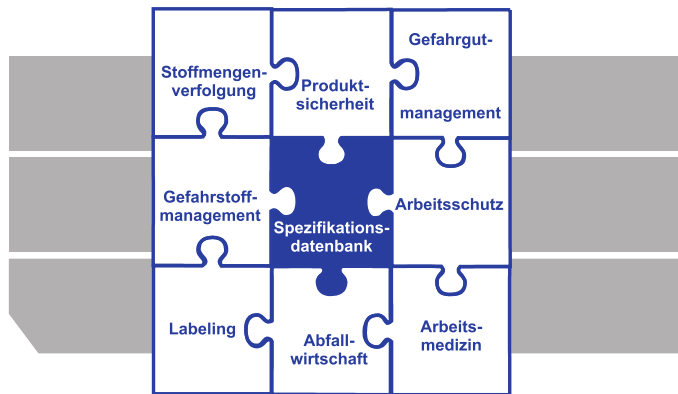 Stoffmengen-
verfolgung
Produkt-
sicherheit
Gefahrgut-
management
Gefahrstoff-
management
Spezifikations-
datenbank
Arbeitsschutz
Labeling
Abfall-
wirtschaft
Arbeits-
medizin